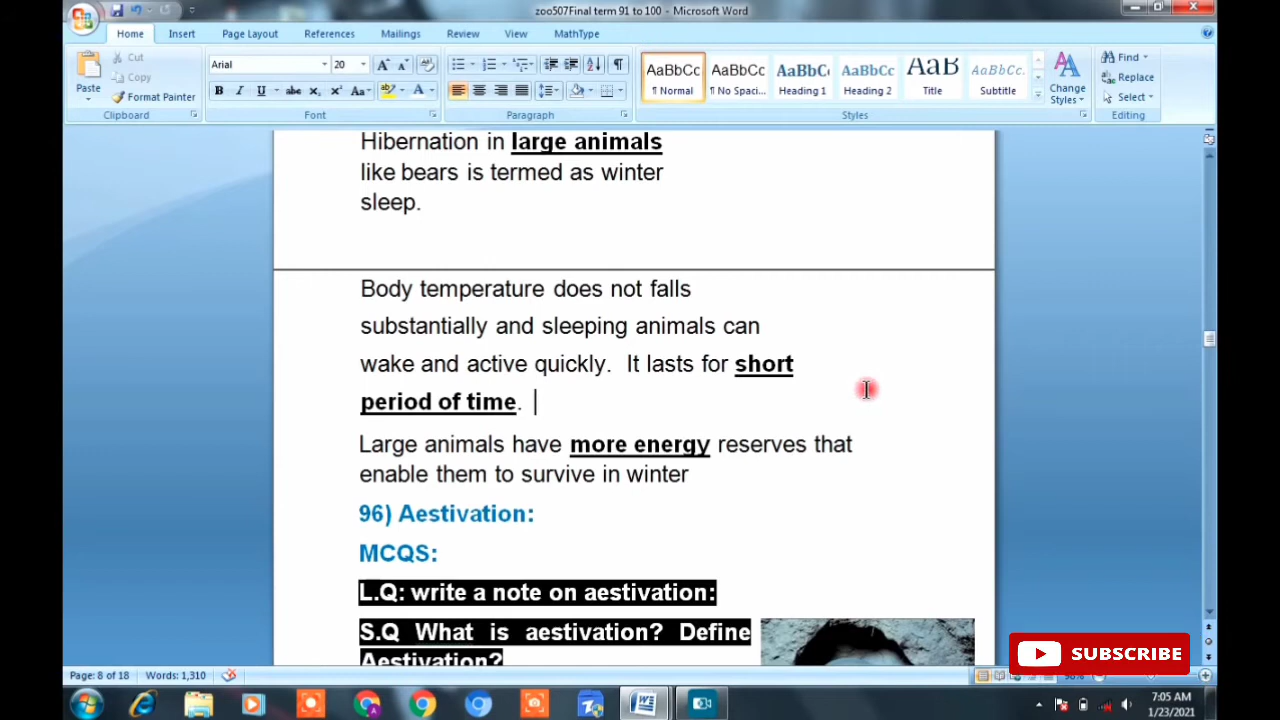 zoo507Final term 91 to 100 - Microsoft Word
Home Insert Page Layout References Mailings Review View MathType
Paste
Cut
Copy
Format Painter
Clipboard
Arial 20
B I U abc
Font
Paragraph
AaBbCc AaBbCc AaBbC AaBbCc AaB AaBbCc.
¶ Normal ¶ No Spaci... Heading 1 Heading 2 Title Subtitle
Styles
Change Styles
Find
Replace
Select
Editing
Hibernation in large animals
like bears is termed as winter
sleep.
Body temperature does not falls
substantially and sleeping animals can
wake and active quickly. It lasts for short
period of time.
Large animals have more energy reserves that
enable them to survive in winter
96) Aestivation:
MCQS:
L.Q: write a note on aestivation:
S.Q What is aestivation? Define
Aestivation?
SUBSCRIBE
Page: 8 of 18 Words: 1,310
7:05 AM
1/23/2021